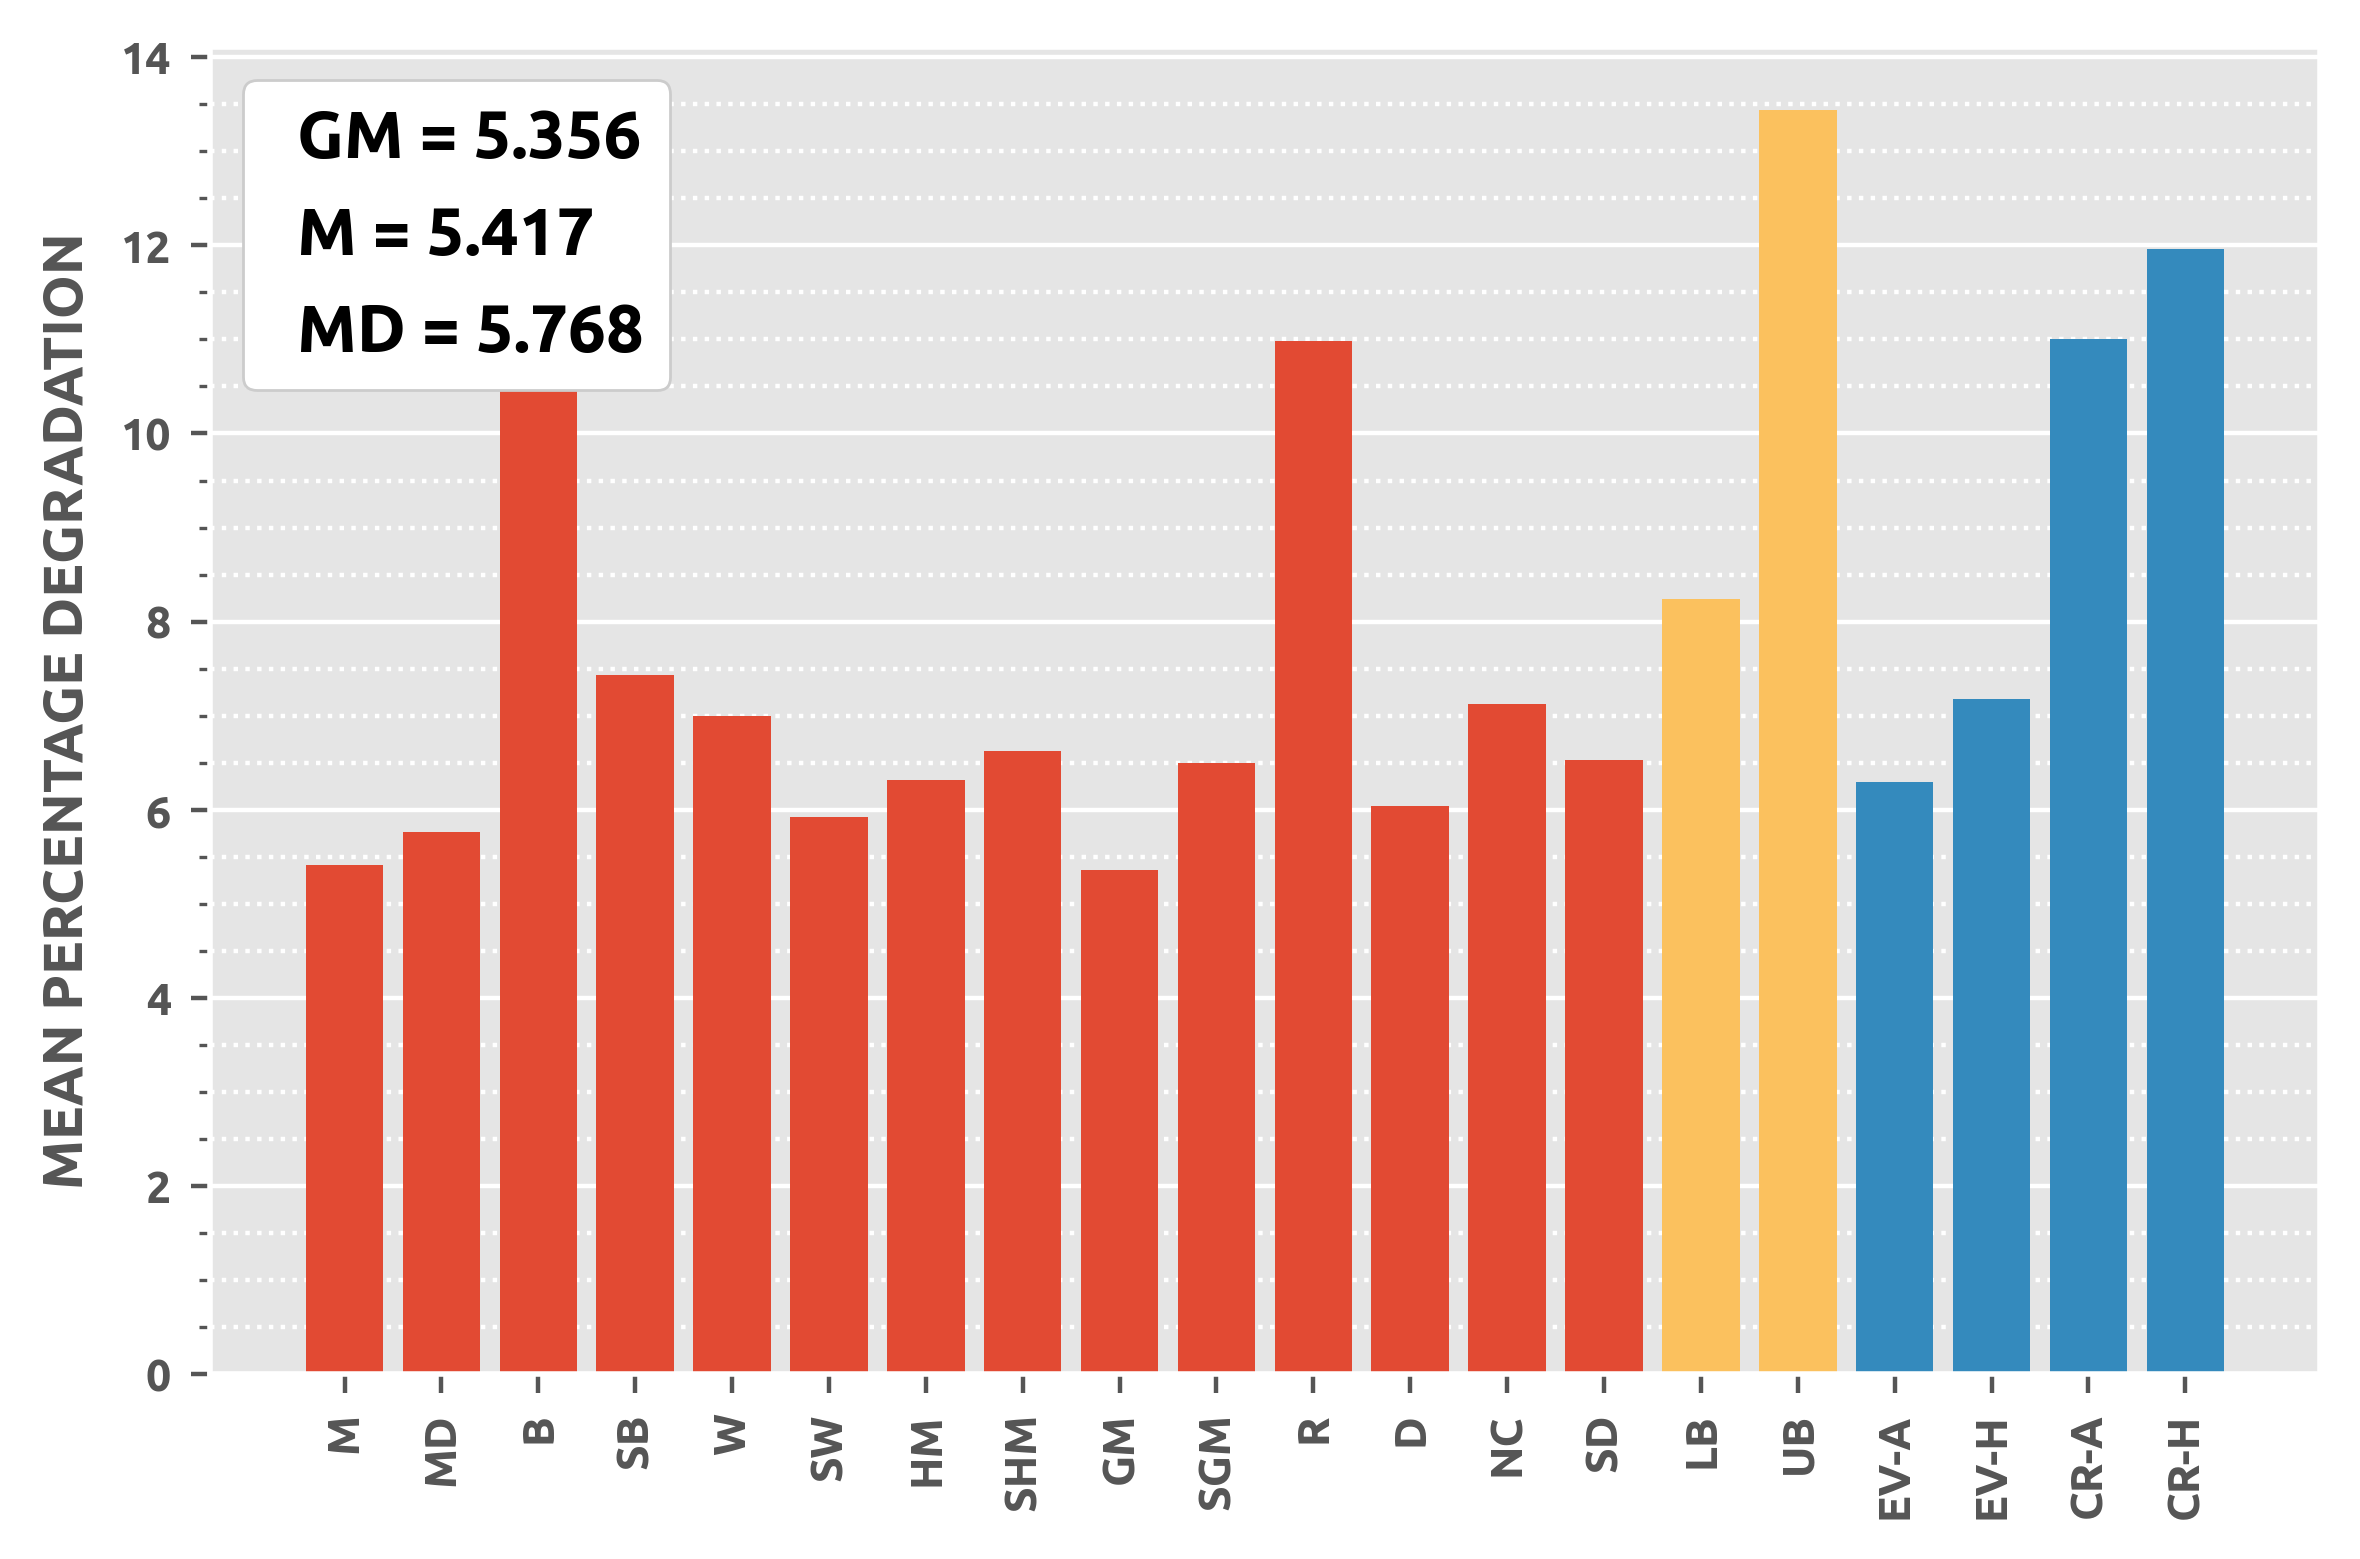 GM = 5.356
M = 5.417
MD = 5.768
MEAN PERCENTAGE DEGRADATION
14
12
10
8
6
4
2
0
M MD B SB W SW HM SHM GM SGM R D NC SD LB UB EV-A EV-H CR-A CR-H